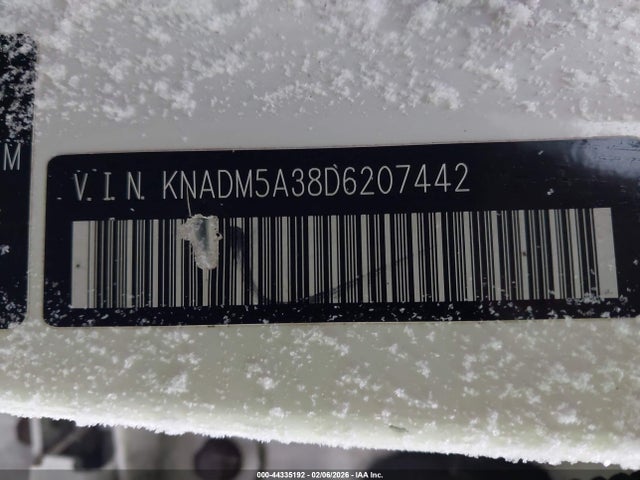 M
V.I.N. KNADM5A38D6207442
000-44335192 - 02/06/2026 - IAA Inc.